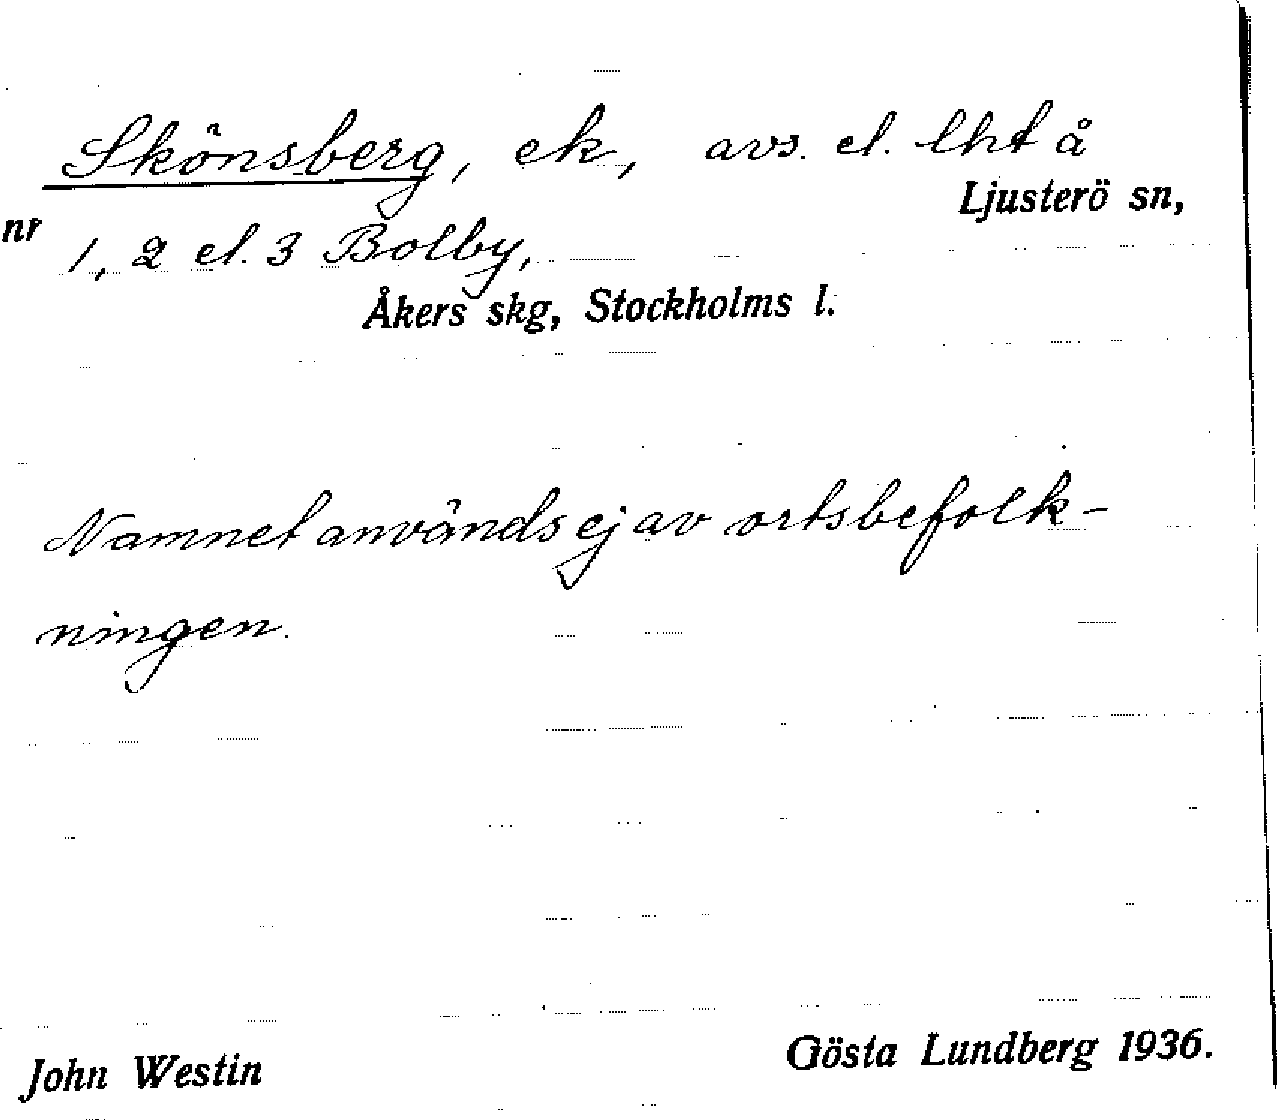 Skönsberg, ek, avs. el. lht å
Ljusterö sn,
nr 1, 2 el. 3 Bolby,
Åkers skg, Stockholms l.
Namnet används ej av ortsbefolk-
ningen.
John Westin
Gösta Lundberg 1936.